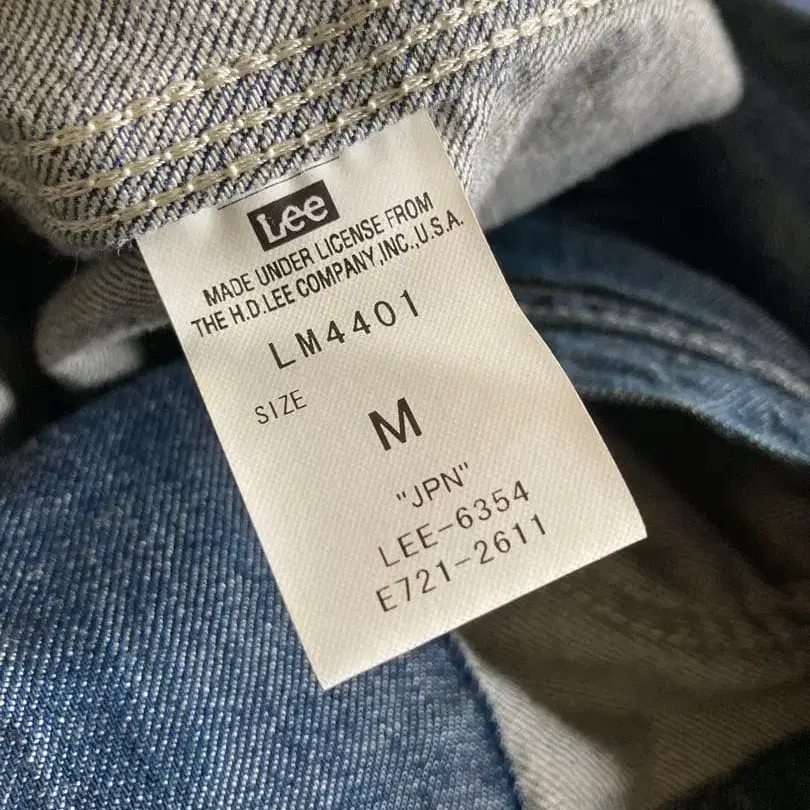 Lee
MADE UNDER LICENSE FROM
THE H.D.LEE COMPANY,INC.,U.S.A.
LM4401
SIZE
M
"JPN"
LEE-6354
E721-2611